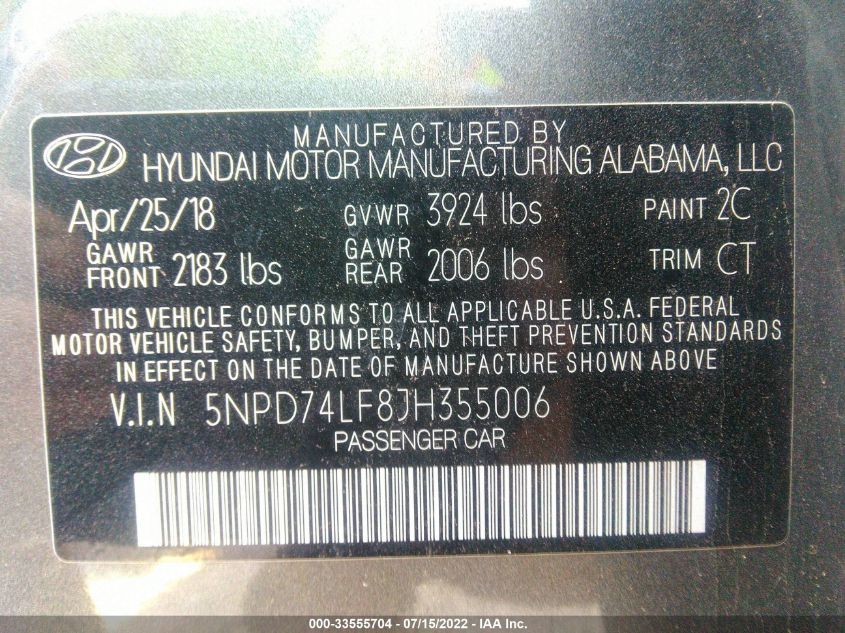 MANUFACTURED BY
HYUNDAI MOTOR MANUFACTURING ALABAMA, LLC
Apr/25/18 GVWR 3924 lbs PAINT 2C
GAWR FRONT 2183 lbs GAWR REAR 2006 lbs TRIM CT
THIS VEHICLE CONFORMS TO ALL APPLICABLE U.S.A. FEDERAL
MOTOR VEHICLE SAFETY, BUMPER, AND THEFT PREVENTION STANDARDS
IN EFFECT ON THE DATE OF MANUFACTURE SHOWN ABOVE
V.I.N 5NPD74LF8JH355006
PASSENGER CAR
000-33555704 - 07/15/2022 - IAA Inc.